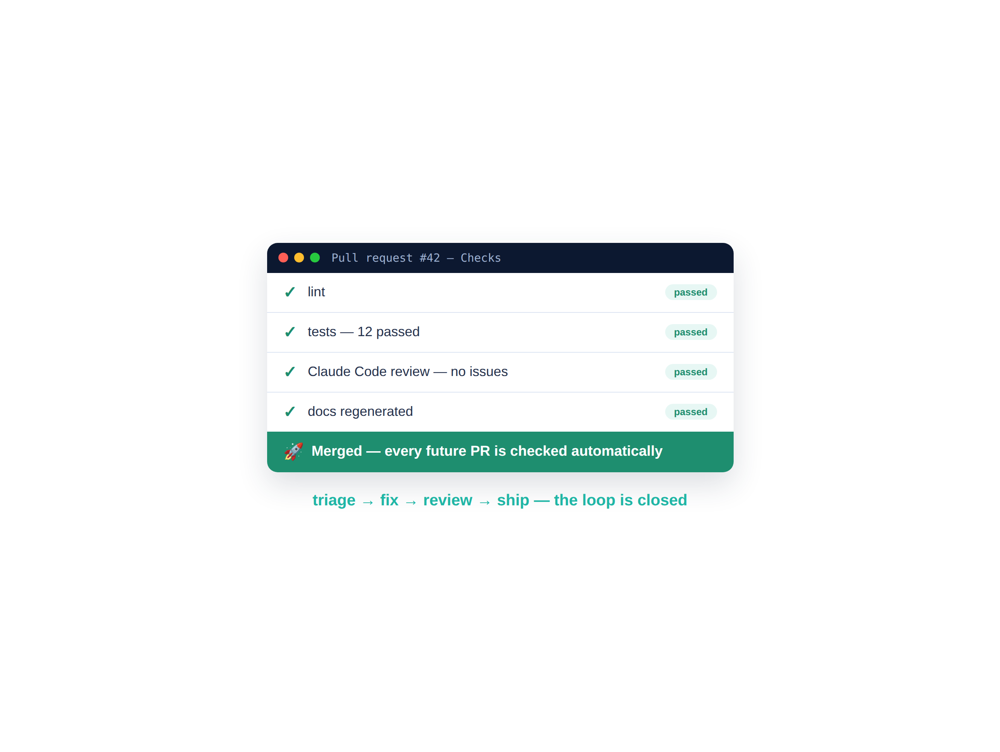 Pull request #42 — Checks
✓ lint passed
✓ tests — 12 passed passed
✓ Claude Code review — no issues passed
✓ docs regenerated passed
🚀 Merged — every future PR is checked automatically
triage → fix → review → ship — the loop is closed